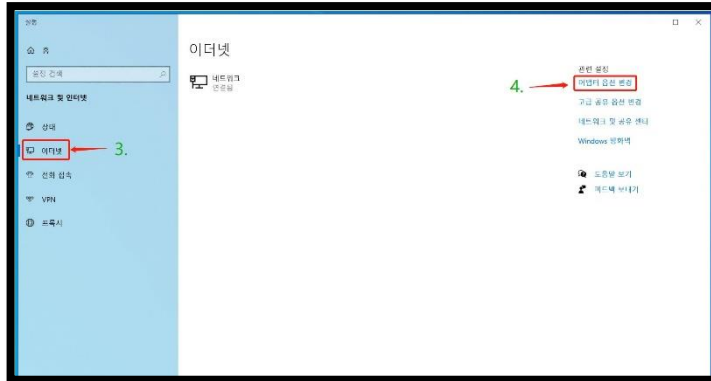 설정
홈
설정 검색
네트워크 및 인터넷
상태
이더넷
3.
전화 접속
VPN
프록시
이더넷
네트워크
연결됨
관련 설정
4.
어댑터 옵션 변경
고급 공유 옵션 변경
네트워크 및 공유 센터
Windows 방화벽
도움말 보기
피드백 보내기